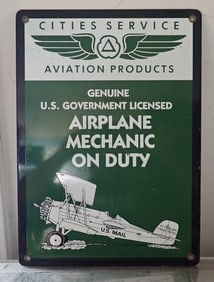 CITIES SERVICE
AVIATION PRODUCTS
GENUINE
U.S. GOVERNMENT LICENSED
AIRPLANE
MECHANIC
ON DUTY
U.S. MAIL